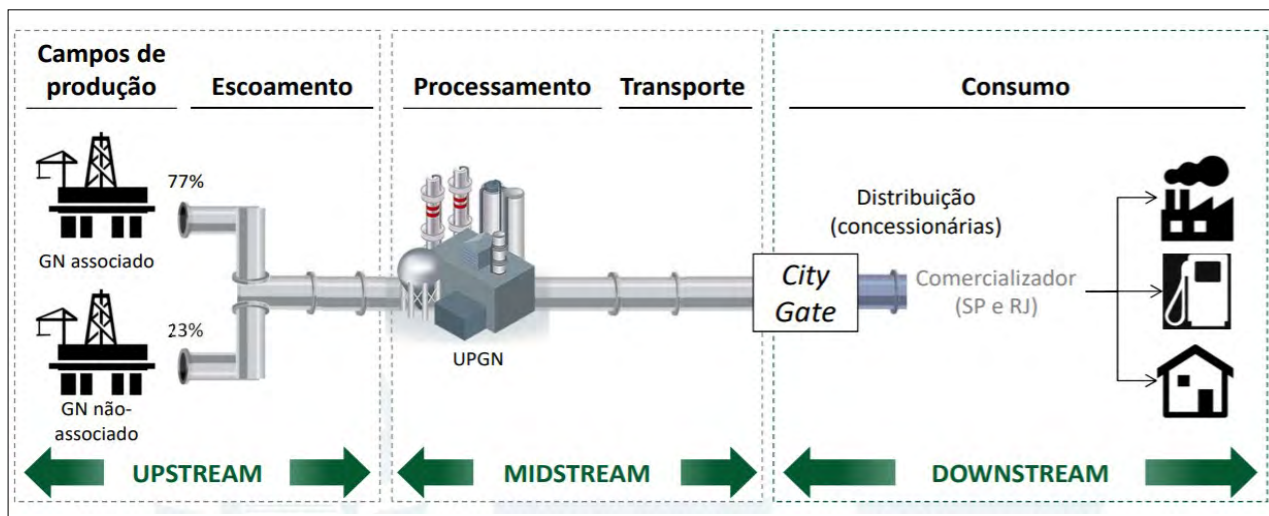 Campos de
produção
Escoamento
Processamento
Transporte
Consumo
77%
GN associado
23%
GN não-
associado
UPGN
City
Gate
Distribuição
(concessionárias)
Comercializador
(SP e RJ)
UPSTREAM
MIDSTREAM
DOWNSTREAM